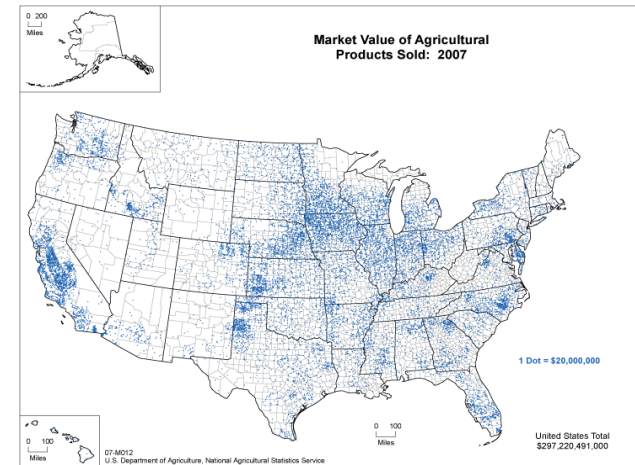 0 200
Miles
Market Value of Agricultural
Products Sold: 2007
1 Dot = $20,000,000
0 100
Miles
0 100
Miles
United States Total
$297,220,491,000
07-M012
U.S. Department of Agriculture, National Agricultural Statistics Service